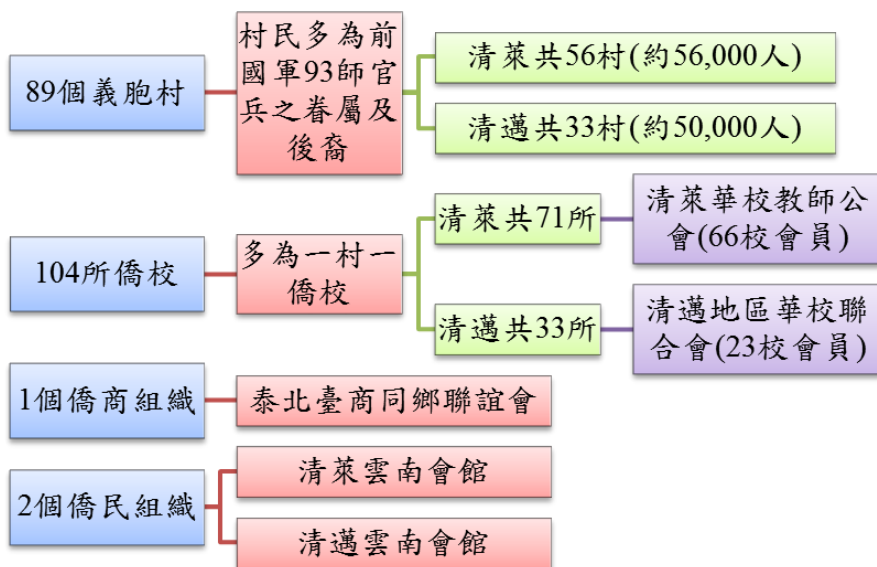 89個義胞村
村民多為前
國軍93師官
兵之眷屬及
後裔
清萊共56村(約56,000人)
清邁共33村(約50,000人)
104所僑校
多為一村一
僑校
清萊共71所
清萊華校教師公
會(66校會員)
清邁共33所
清邁地區華校聯
合會(23校會員)
1個僑商組織
泰北臺商同鄉聯誼會
2個僑民組織
清萊雲南會館
清邁雲南會館